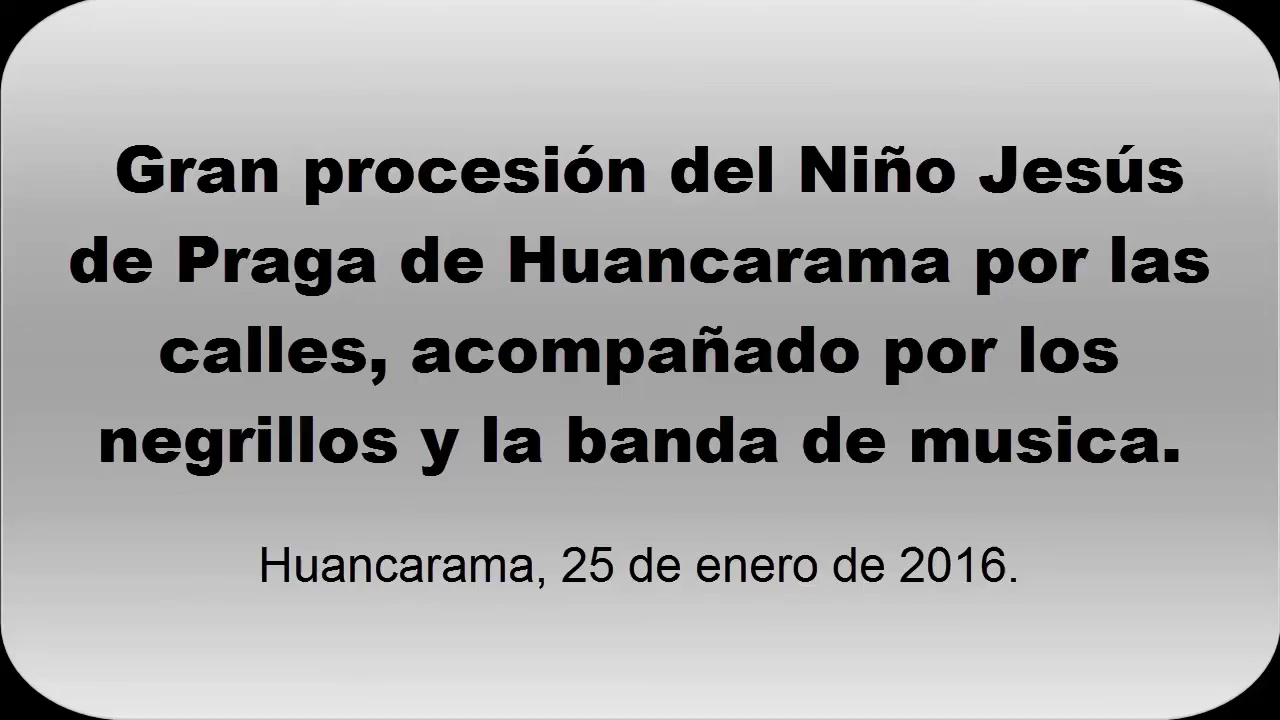 Gran procesión del Niño Jesús
de Praga de Huancarama por las
calles, acompañado por los
negrillos y la banda de musica.
Huancarama, 25 de enero de 2016.